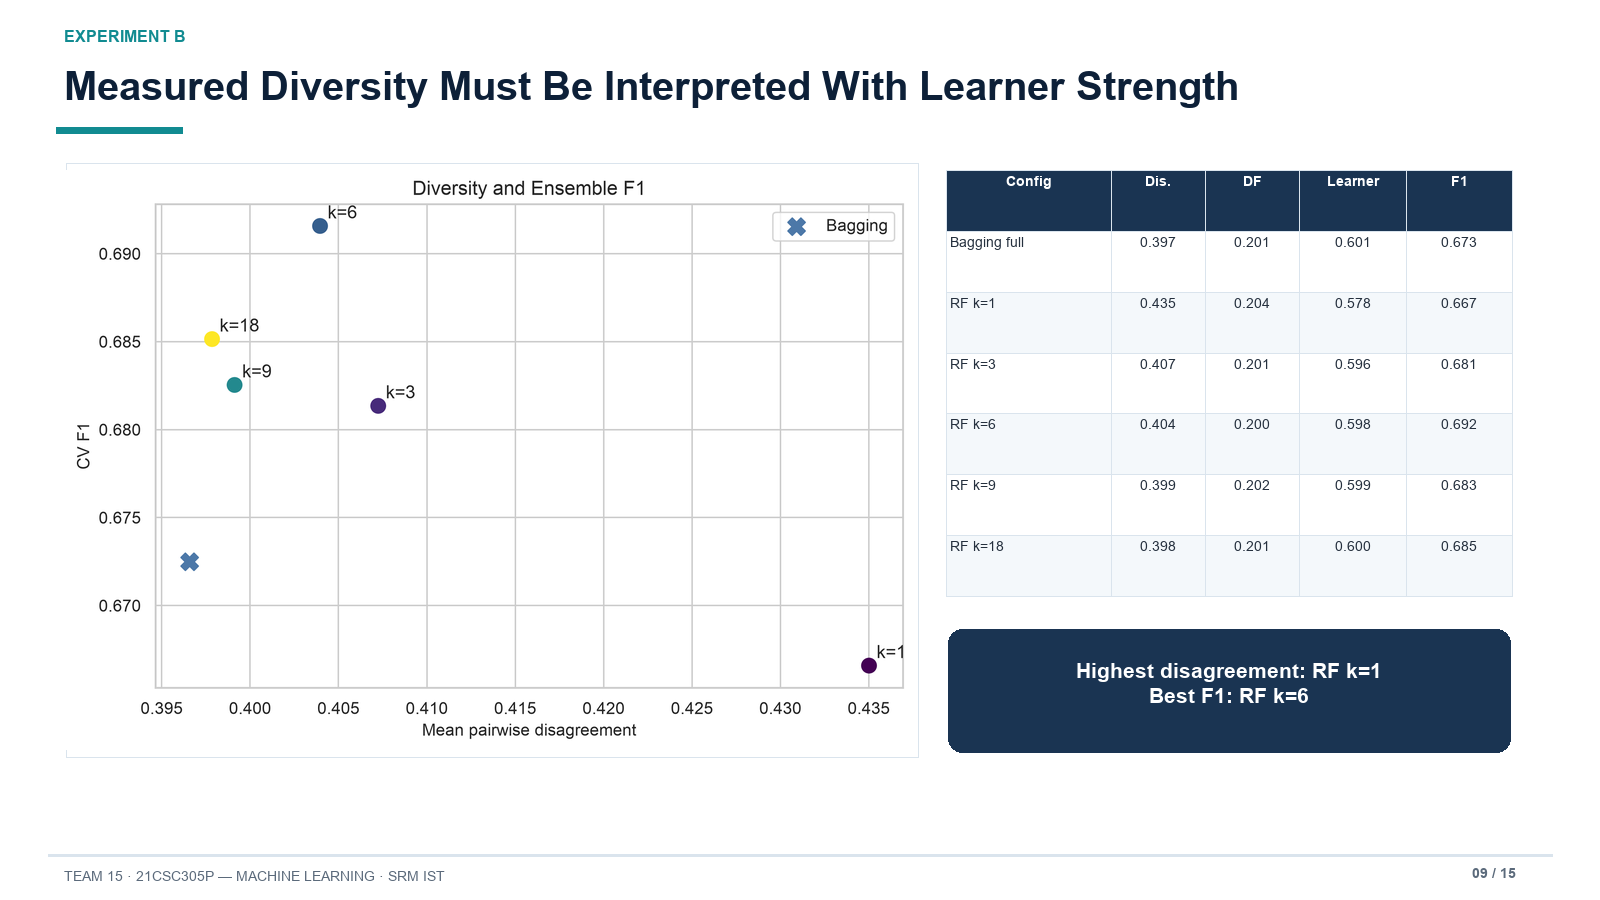 EXPERIMENT B
Measured Diversity Must Be Interpreted With Learner Strength
Diversity and Ensemble F1
k=6
Bagging
0.690
k=18
0.685
k=9
k=3
0.680
CV F1
0.675
0.670
k=1
0.395 0.400 0.405 0.410 0.415 0.420 0.425 0.430 0.435
Mean pairwise disagreement
Config Dis. DF Learner F1
Bagging full 0.397 0.201 0.601 0.673
RF k=1 0.435 0.204 0.578 0.667
RF k=3 0.407 0.201 0.596 0.681
RF k=6 0.404 0.200 0.598 0.692
RF k=9 0.399 0.202 0.599 0.683
RF k=18 0.398 0.201 0.600 0.685
Highest disagreement: RF k=1
Best F1: RF k=6
TEAM 15 · 21CSC305P — MACHINE LEARNING · SRM IST
09 / 15